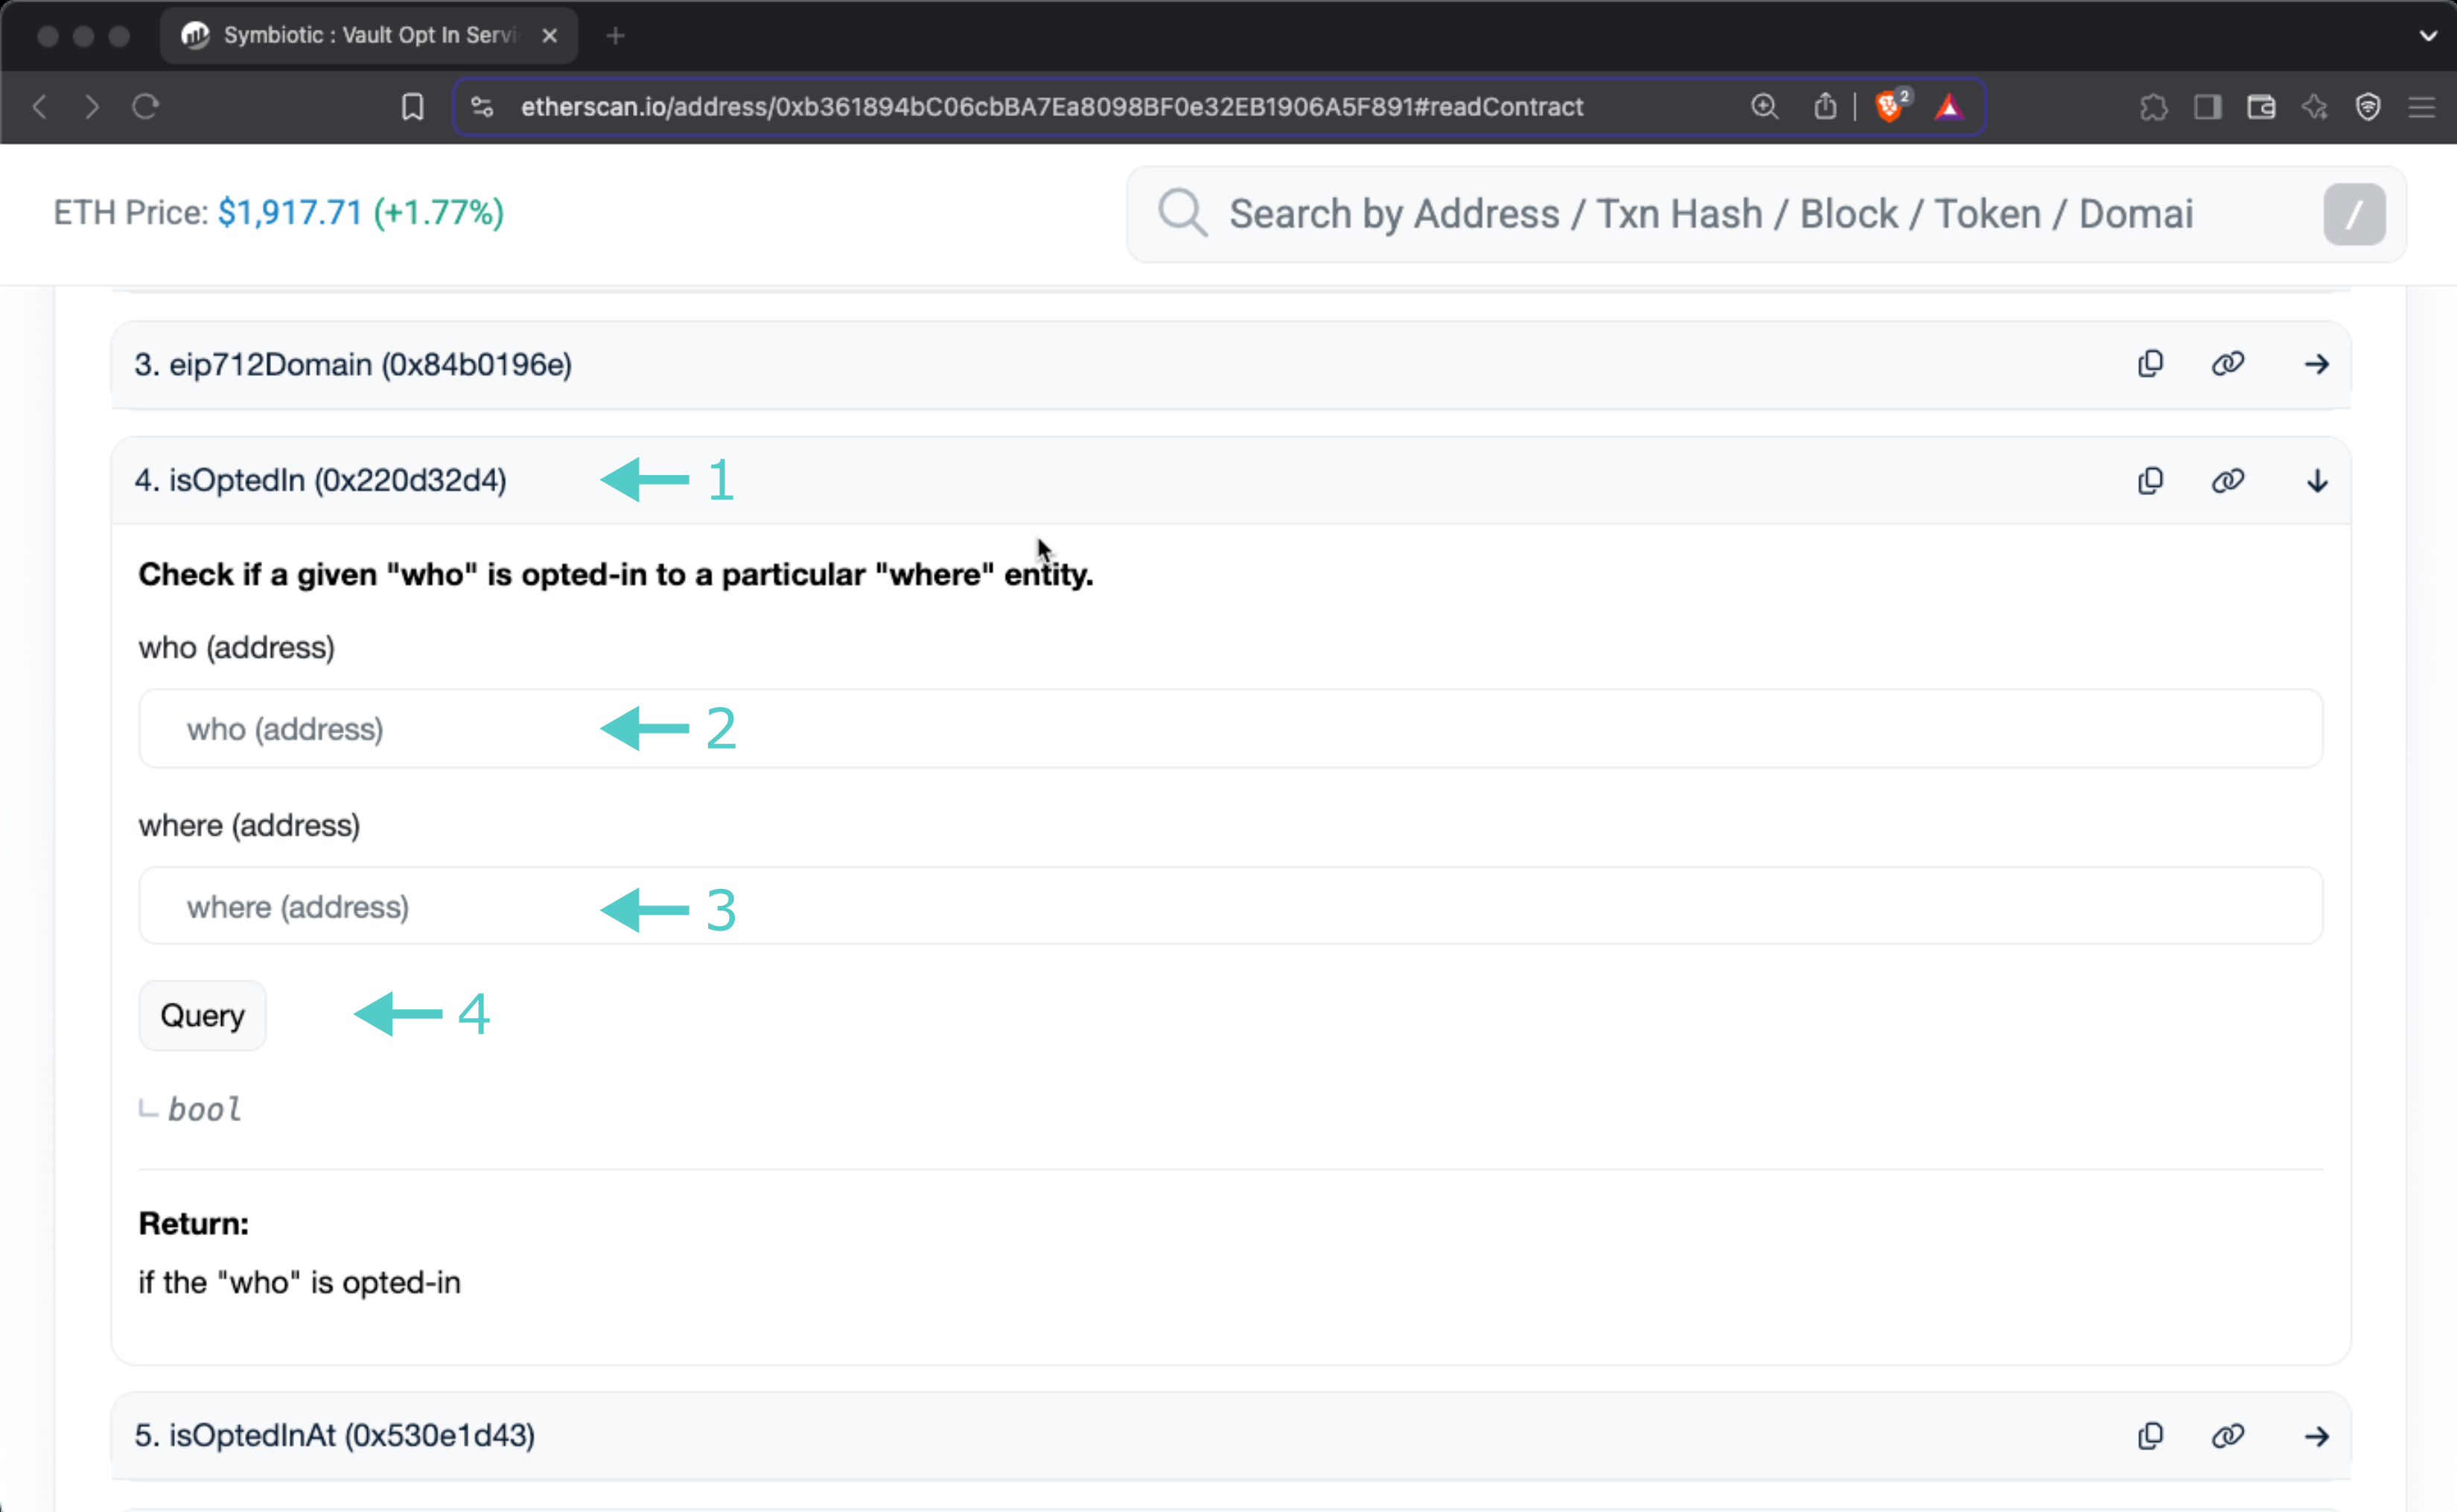 Symbiotic : Vault Opt In Servi
etherscan.io/address/0xb361894bC06cbBA7Ea8098BF0e32EB1906A5F891#readContract
2
ETH Price: $1,917.71 (+1.77%)
Search by Address / Txn Hash / Block / Token / Domai
/
3. eip712Domain (0x84b0196e)
4. isOptedIn (0x220d32d4)
1
Check if a given "who" is opted-in to a particular "where" entity.
who (address)
who (address)
2
where (address)
where (address)
3
Query
4
bool
Return:
if the "who" is opted-in
5. isOptedInAt (0x530e1d43)